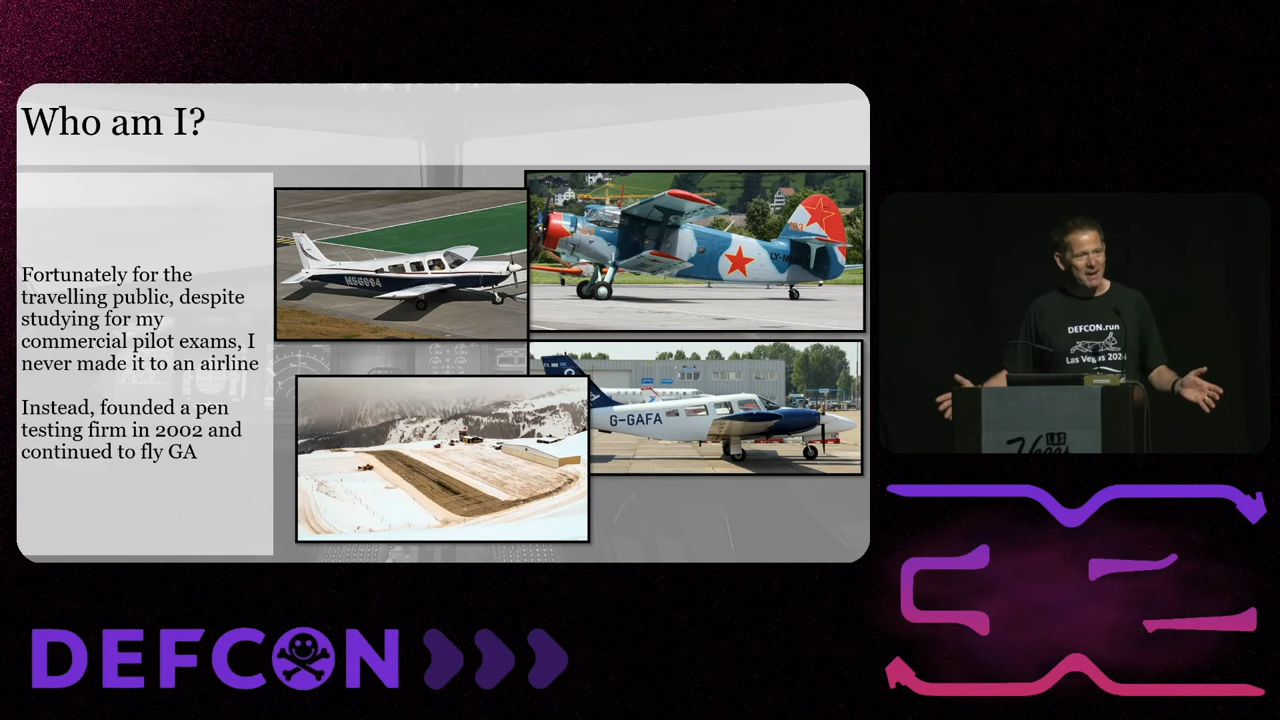 Who am I?
Fortunately for the
travelling public, despite
studying for my
commercial pilot exams, I
never made it to an airline
Instead, founded a pen
testing firm in 2002 and
continued to fly GA
G-GAFA
DEFCON.run
Las Vegas 2024
LAS
Vegas
DEFCON